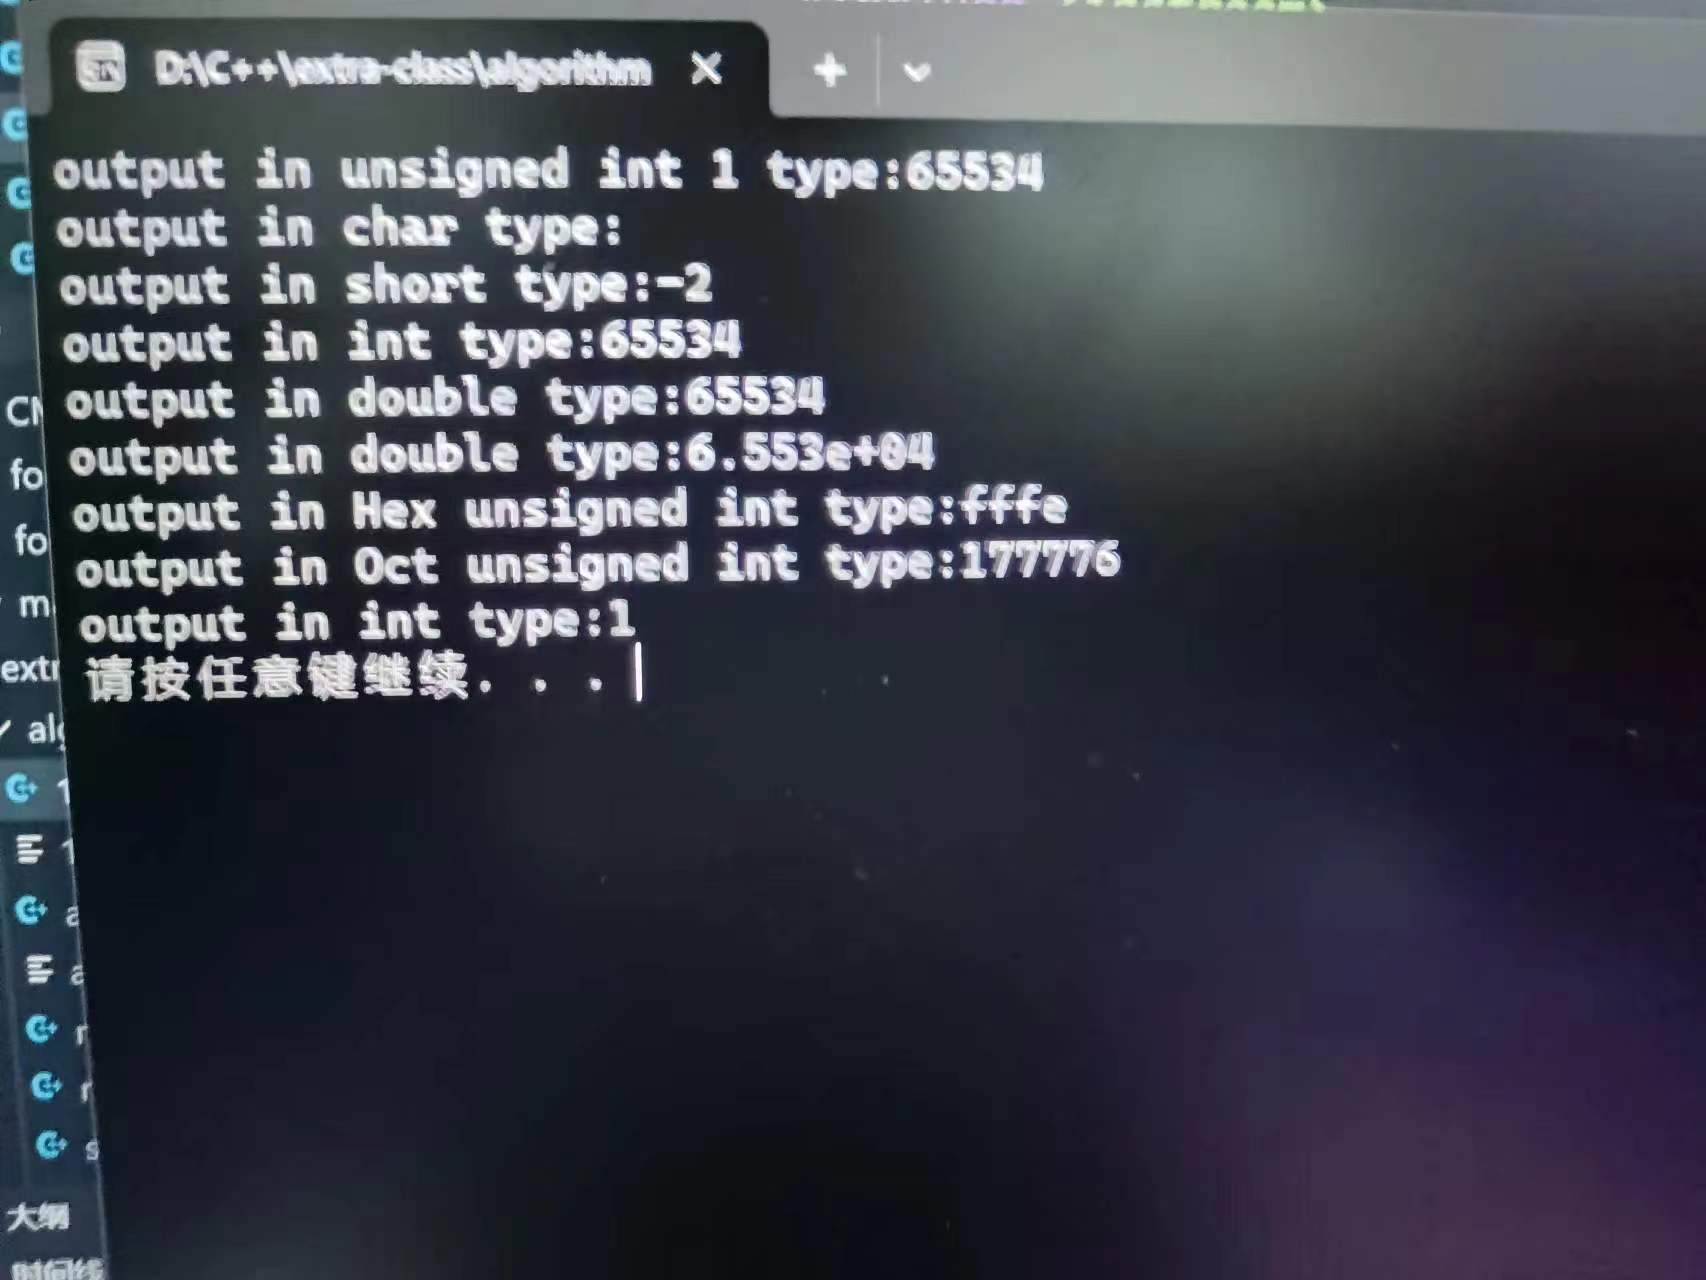 D:\C++\extra-class\algorithm
output in unsigned int 1 type:65534
output in char type:
output in short type:-2
output in int type:65534
output in double type:65534
output in double type:6.553e+04
output in Hex unsigned int type:fffe
output in Oct unsigned int type:177776
output in int type:1
请按任意键继续. . .
fo
fo
extr
大纲
时间线